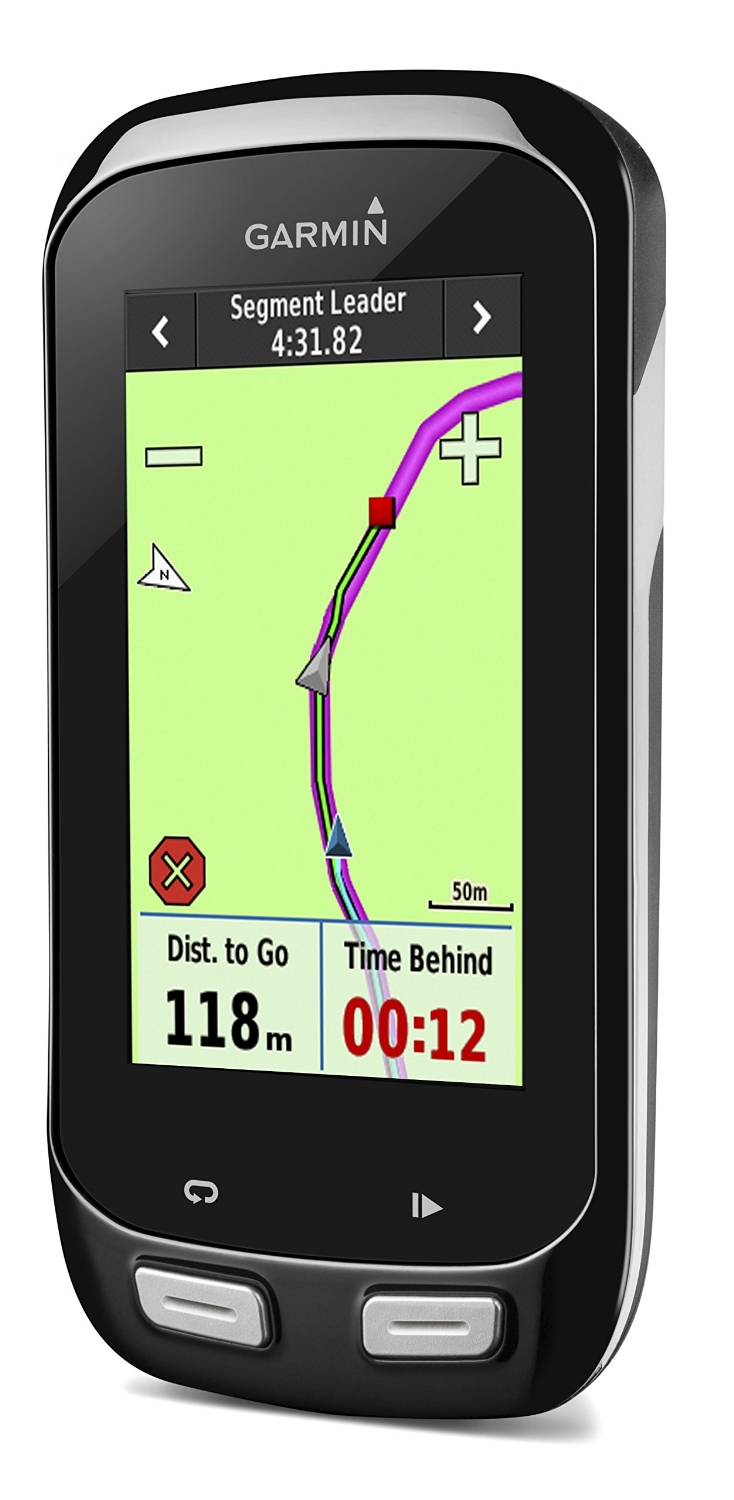 GARMIN
Segment Leader
4:31.82
N
50m
Dist. to Go
Time Behind
118m
00:12